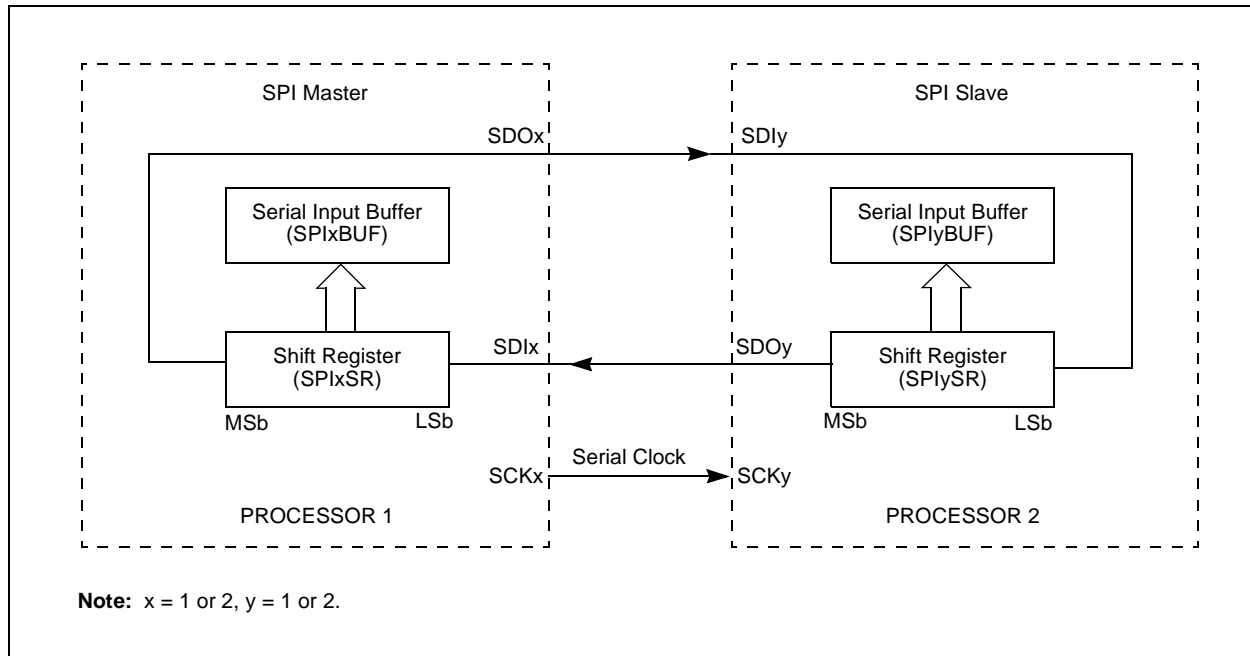 SPI Master
SPI Slave
SDOx
SDIy
Serial Input Buffer
(SPIxBUF)
Serial Input Buffer
(SPIyBUF)
Shift Register
(SPIxSR)
SDIx
SDOy
Shift Register
(SPIySR)
MSb
LSb
MSb
LSb
Serial Clock
SCKx
SCKy
PROCESSOR 1
PROCESSOR 2
Note: x = 1 or 2, y = 1 or 2.